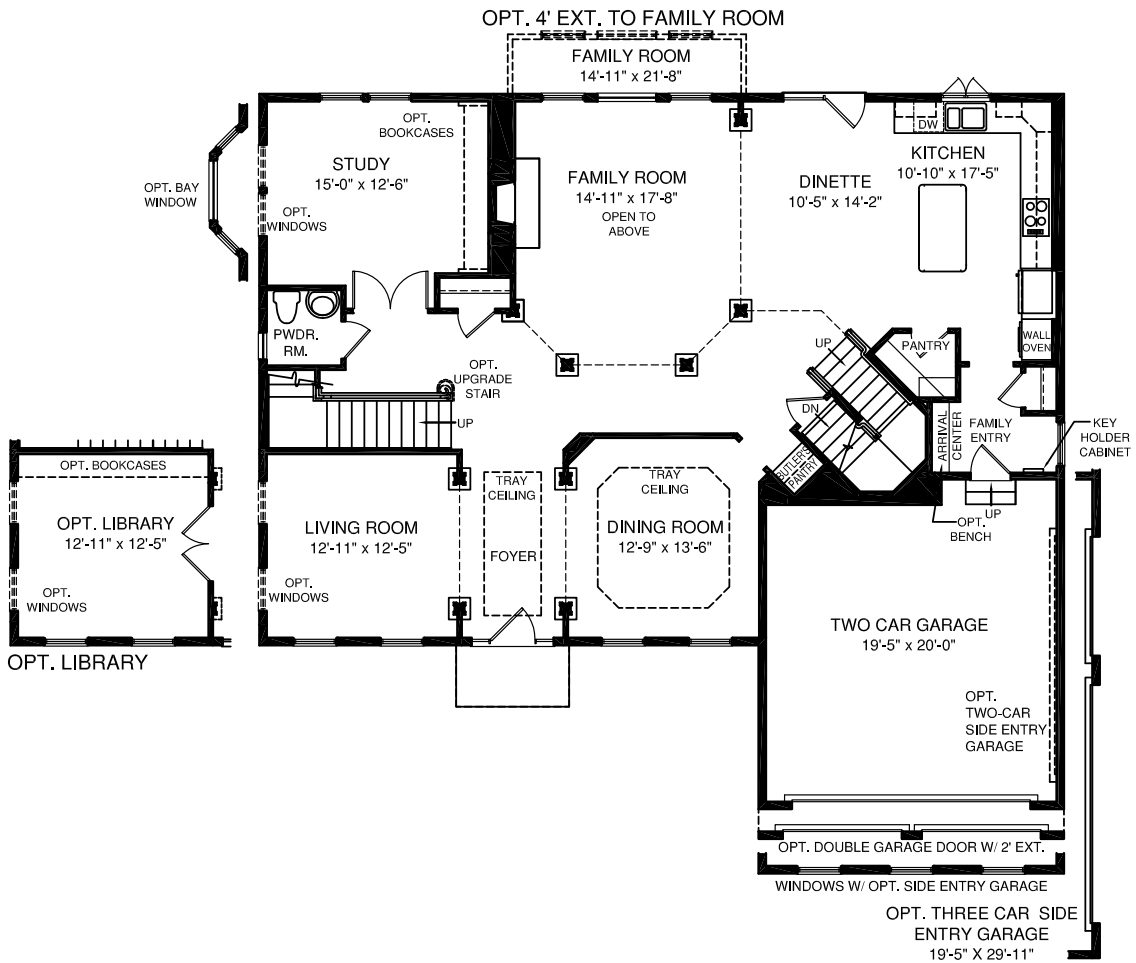 OPT. 4' EXT. TO FAMILY ROOM
FAMILY ROOM
14'-11" x 21'-8"
OPT.
BOOKCASES
STUDY
15'-0" x 12'-6"
OPT. BAY
WINDOW
OPT.
WINDOWS
FAMILY ROOM
14'-11" x 17'-8"
OPEN TO
ABOVE
DINETTE
10'-5" x 14'-2"
DW
KITCHEN
10'-10" x 17'-5"
PWDR.
RM.
OPT.
UPGRADE
STAIR
UP
UP
PANTRY
WALL
OVEN
DN
ARRIVAL
CENTER
FAMILY
ENTRY
KEY
HOLDER
CABINET
BUTLER'S
PANTRY
UP
OPT.
BENCH
OPT. BOOKCASES
OPT. LIBRARY
12'-11" x 12'-5"
OPT.
WINDOWS
OPT. LIBRARY
LIVING ROOM
12'-11" x 12'-5"
OPT.
WINDOWS
TRAY
CEILING
FOYER
TRAY
CEILING
DINING ROOM
12'-9" x 13'-6"
TWO CAR GARAGE
19'-5" x 20'-0"
OPT.
TWO-CAR
SIDE ENTRY
GARAGE
OPT. DOUBLE GARAGE DOOR W/ 2' EXT.
WINDOWS W/ OPT. SIDE ENTRY GARAGE
OPT. THREE CAR SIDE
ENTRY GARAGE
19'-5" X 29'-11"